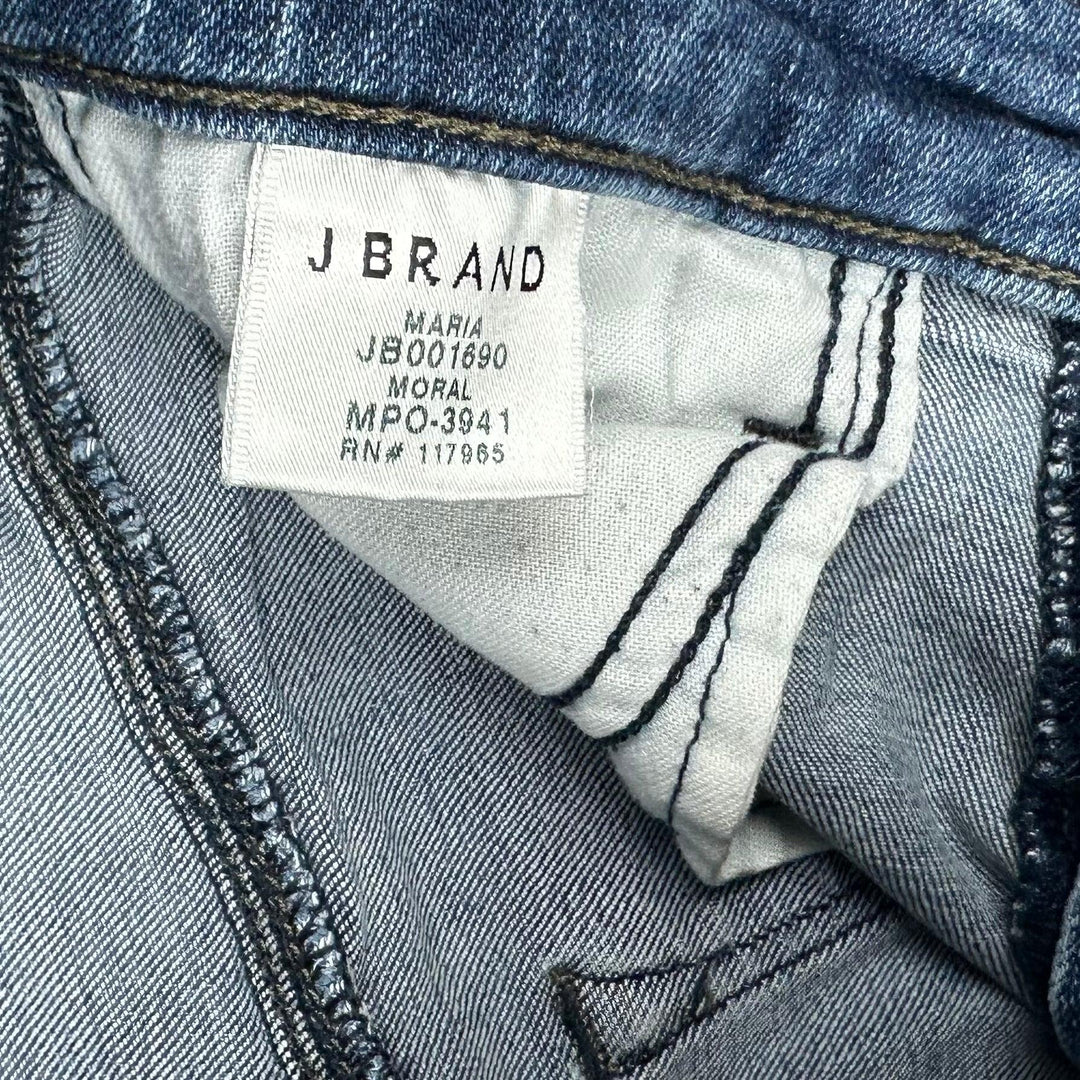 J BRAND
MARIA
JB001690
MORAL
MPO-3941
RN# 117965